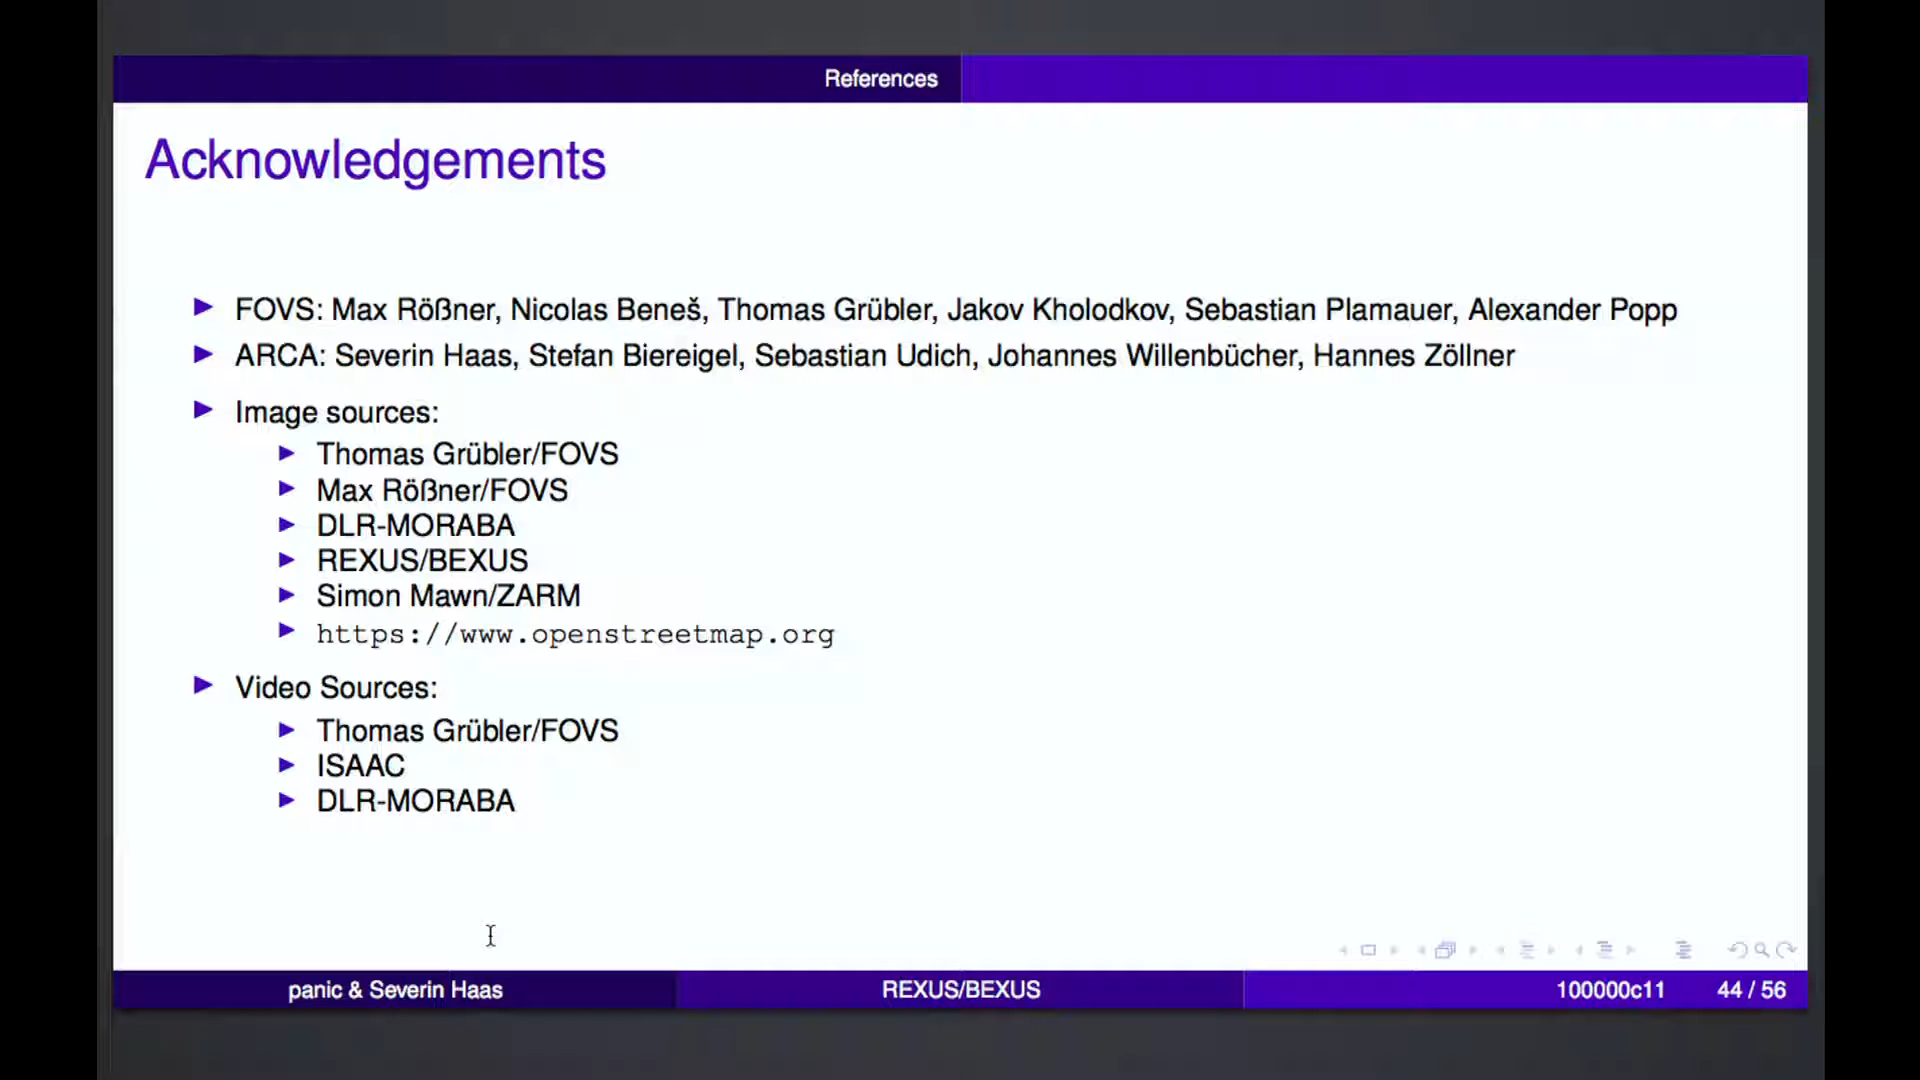 References
Acknowledgements
FOVS: Max Rößner, Nicolas Beneš, Thomas Grübler, Jakov Kholodkov, Sebastian Plamauer, Alexander Popp
ARCA: Severin Haas, Stefan Biereigel, Sebastian Udich, Johannes Willenbücher, Hannes Zöllner
Image sources:
Thomas Grübler/FOVS
Max Rößner/FOVS
DLR-MORABA
REXUS/BEXUS
Simon Mawn/ZARM
https://www.openstreetmap.org
Video Sources:
Thomas Grübler/FOVS
ISAAC
DLR-MORABA
panic & Severin Haas
REXUS/BEXUS
100000c11
44 / 56